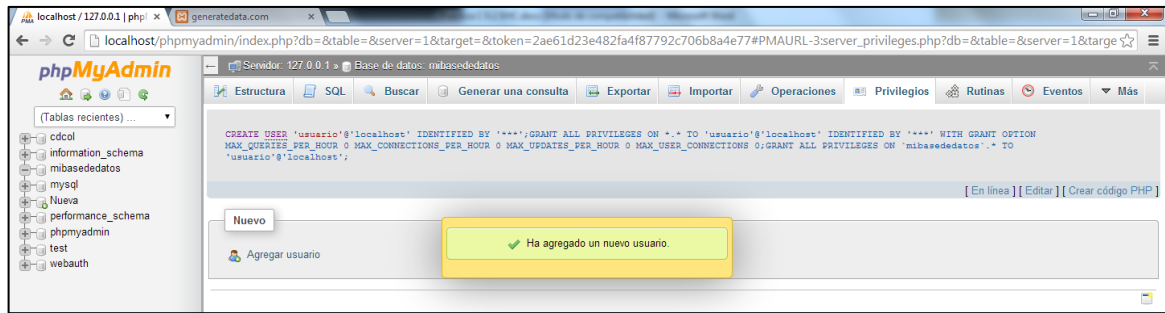 localhost / 127.0.0.1 | phpl
generatedata.com
localhost/phpmyadmin/index.php?db=&table=&server=1&target=&token=2ae61d23e482fa4f87792c706b8a4e77#PMAURL-3:server_privileges.php?db=&table=&server=1&targe
phpMyAdmin
(Tablas recientes) ...
cdcol
information_schema
mibasededatos
mysql
Nueva
performance_schema
phpmyadmin
test
webauth
Servidor: 127.0.0.1 » Base de datos: mibasededatos
Estructura SQL Buscar Generar una consulta Exportar Importar Operaciones Privilegios Rutinas Eventos Más
CREATE USER 'usuario'@'localhost' IDENTIFIED BY '***';GRANT ALL PRIVILEGES ON *.* TO 'usuario'@'localhost' IDENTIFIED BY '***' WITH GRANT OPTION
MAX_QUERIES_PER_HOUR 0 MAX_CONNECTIONS_PER_HOUR 0 MAX_UPDATES_PER_HOUR 0 MAX_USER_CONNECTIONS 0;GRANT ALL PRIVILEGES ON `mibasededatos`.* TO
'usuario'@'localhost';
[ En línea ] [ Editar ] [ Crear código PHP ]
Nuevo
Ha agregado un nuevo usuario.
Agregar usuario